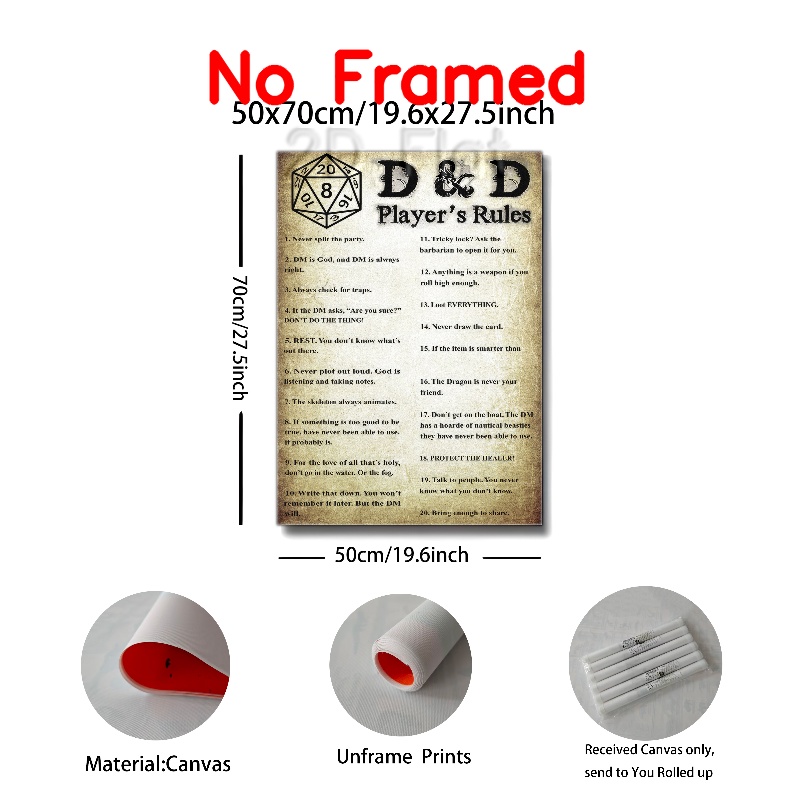 No Framed
50x70cm/19.6x27.5inch
2D Flat
70cm/27.5inch
20
8
10
16
D & D
Player's Rules
1. Never split the party.
2. DM is God, and DM is always
right.
3. Always check for traps.
4. If the DM asks, "Are you sure?"
DON'T DO THE THING!
5. REST. You don't know what's
out there.
6. Never plot out loud. God is
listening and taking notes.
7. The skeleton always animates.
8. If something is too good to be
true, have never been able to use.
it probably is.
9. For the love of all that's holy,
don't go in the water. Or the fog.
10. Write that down. You won't
remember it later. But the DM
will.
11. Tricky lock? Ask the
barbarian to open it for you.
12. Anything is a weapon if you
roll high enough.
13. Loot EVERYTHING.
14. Never draw the card.
15. If the item is smarter than
16. The Dragon is never your
friend.
17. Don't get on the boat. The DM
has a hoarde of nautical beasties
they have never been able to use.
18. PROTECT THE HEALER!
19. Talk to people. You never
know what you don't know.
20. Bring enough to share.
50cm/19.6inch
Material:Canvas
Unframe Prints
Received Canvas only,
send to You Rolled up